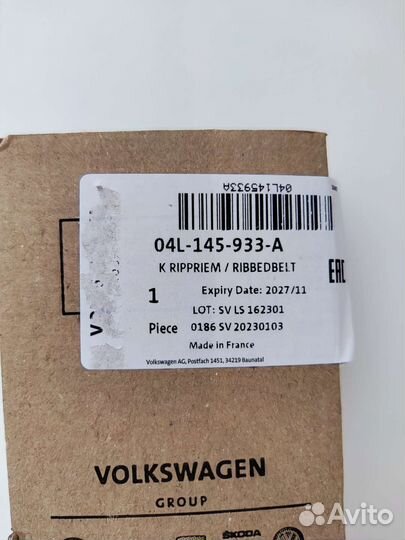 04L145933A
04L-145-933-A
K RIPPRIEM / RIBBEDBELT
1 Expiry Date: 2027/11
LOT: SV LS 162301
Piece 0186 SV 20230103
Made in France
Volkswagen AG, Postfach 1451, 34219 Baunatal
EAC
VOLKSWAGEN
GROUP
ŠKODA
Avito